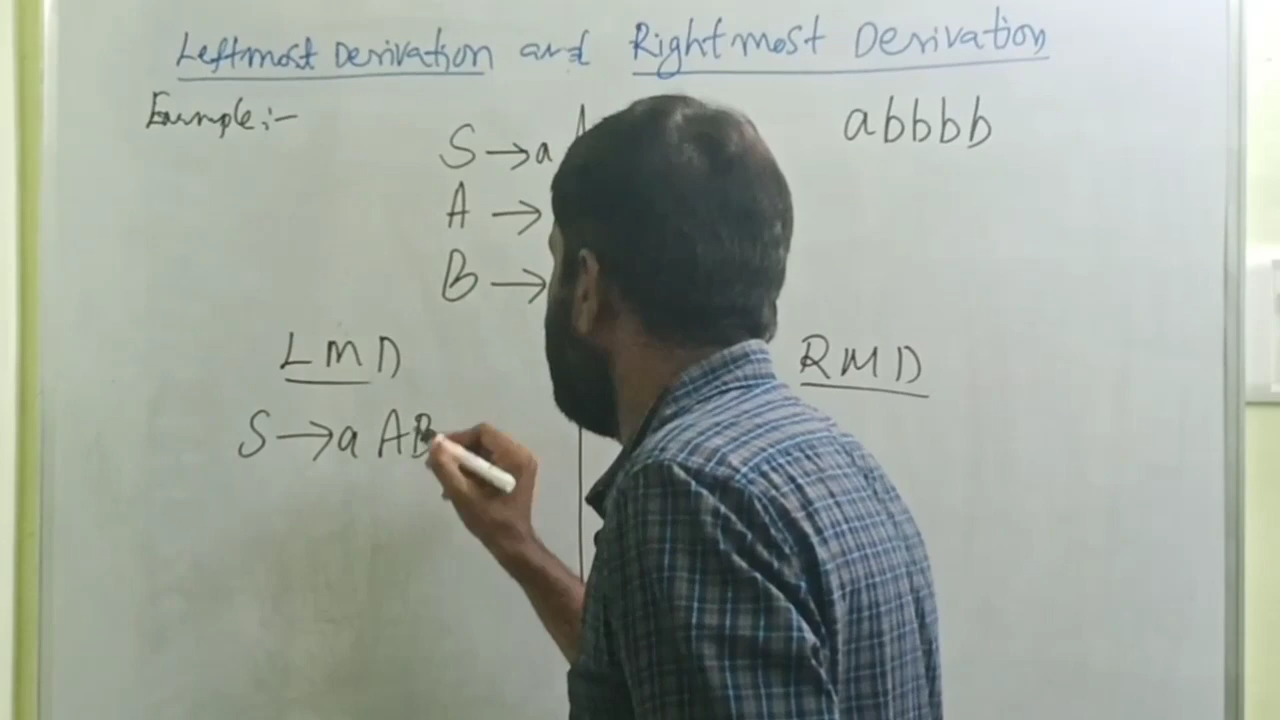 Leftmost Derivation and Rightmost Derivation
Example:-
S → a
abbbb
A →
B →
LMD
RMD
S → a AB